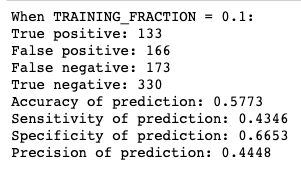 When TRAINING_FRACTION = 0.1:
True positive: 133
False positive: 166
False negative: 173
True negative: 330
Accuracy of prediction: 0.5773
Sensitivity of prediction: 0.4346
Specificity of prediction: 0.6653
Precision of prediction: 0.4448